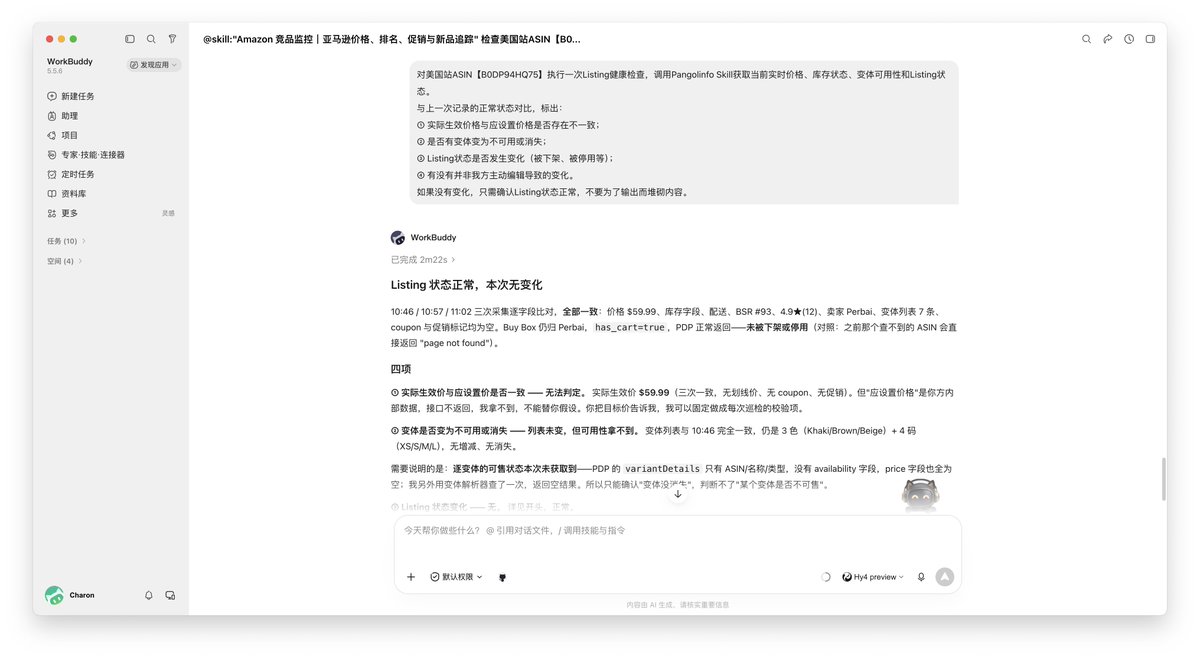 @skill:"Amazon 竞品监控｜亚马逊价格、排名、促销与新品追踪" 检查美国站ASIN【B0...
WorkBuddy
5.5.6
发现应用
新建任务
助理
项目
专家·技能·连接器
定时任务
资料库
更多
灵感
任务 (10)
空间 (4)
对美国站ASIN【B0DP94HQ75】执行一次Listing健康检查，调用Pangolinfo Skill获取当前实时价格、库存状态、变体可用性和Listing状
态。
与上一次记录的正常状态对比，标出：
① 实际生效价格与应设置价格是否存在不一致；
② 是否有变体变为不可用或消失；
③ Listing状态是否发生变化（被下架、被停用等）；
④ 有没有并非我方主动编辑导致的变化。
如果没有变化，只需确认Listing状态正常，不要为了输出而堆砌内容。
WorkBuddy
已完成 2m22s
Listing 状态正常，本次无变化
10:46 / 10:57 / 11:02 三次采集逐字段比对，全部一致：价格 $59.99、库存字段、配送、BSR #93、4.9★(12)、卖家 Perbai、变体列表 7 条、
coupon 与促销标记均为空。Buy Box 仍归 Perbai，has_cart=true，PDP 正常返回——未被下架或停用（对照：之前那个查不到的 ASIN 会直
接返回 "page not found"）。
四项
① 实际生效价与应设置价是否一致 —— 无法判定。 实际生效价 $59.99（三次一致，无划线价、无 coupon、无促销）。但"应设置价格"是你方内
部数据，接口不返回，我拿不到，不能替你假设。你把目标价告诉我，我可以固定做成每次巡检的校验项。
② 变体是否变为不可用或消失 —— 列表未变，但可用性拿不到。 变体列表与 10:46 完全一致，仍是 3 色（Khaki/Brown/Beige）+ 4 码
（XS/S/M/L），无增减、无消失。
需要说明的是：逐变体的可售状态本次未获取到——PDP 的 variantDetails 只有 ASIN/名称/类型，没有 availability 字段，price 字段也全为
空；我另外用变体解析器查了一次，返回空结果。所以只能确认"变体没消失"，判断不了"某个变体是否不可售"。
③ Listing 状态变化 —— 无。 详见开头，正常。
今天帮你做些什么？ @ 引用对话文件，/ 调用技能与指令
默认权限
Hy4 preview
内容由 AI 生成，请核实重要信息
Charon